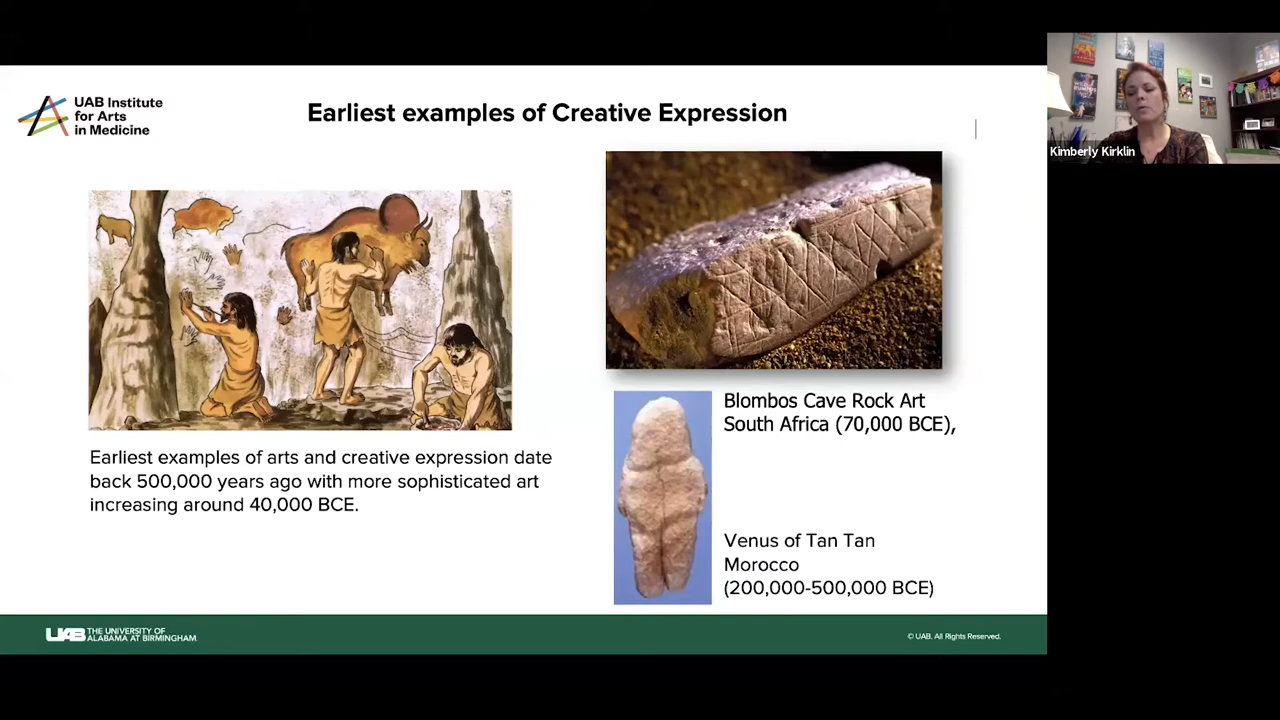 UAB Institute
for Arts
in Medicine
Earliest examples of Creative Expression
Kimberly Kirklin
Blombos Cave Rock Art
South Africa (70,000 BCE),
Earliest examples of arts and creative expression date
back 500,000 years ago with more sophisticated art
increasing around 40,000 BCE.
Venus of Tan Tan
Morocco
(200,000-500,000 BCE)
UAB THE UNIVERSITY OF
ALABAMA AT BIRMINGHAM
© UAB. All Rights Reserved.